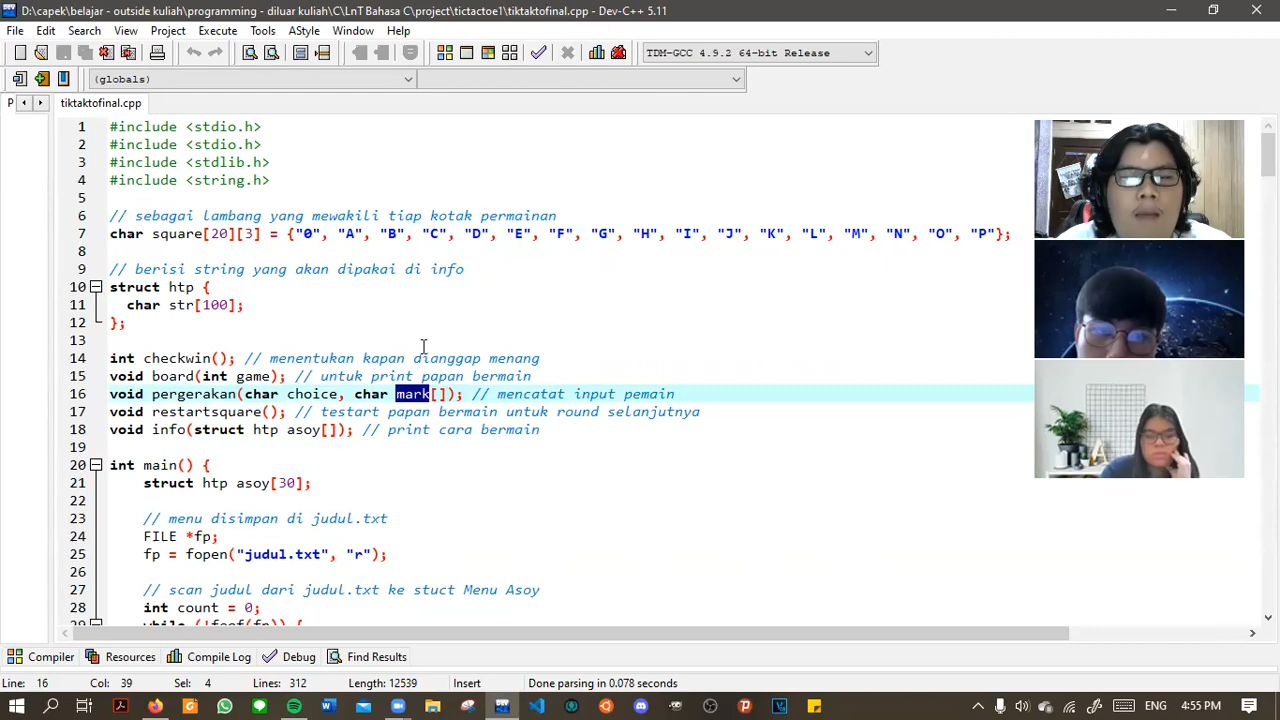 D:\capek\belajar - outside kuliah\programming - diluar kuliah\C\LnT Bahasa C\project\tictactoe1\tiktaktofinal.cpp - Dev-C++ 5.11
File Edit Search View Project Execute Tools AStyle Window Help
TDM-GCC 4.9.2 64-bit Release
(globals)
P tiktaktofinal.cpp
1 #include <stdio.h>
2 #include <stdio.h>
3 #include <stdlib.h>
4 #include <string.h>
5
6 // sebagai lambang yang mewakili tiap kotak permainan
7 char square[20][3] = {"0", "A", "B", "C", "D", "E", "F", "G", "H", "I", "J", "K", "L", "M", "N", "O", "P"};
8
9 // berisi string yang akan dipakai di info
10 struct htp {
11 char str[100];
12 };
13
14 int checkwin(); // menentukan kapan dianggap menang
15 void board(int game); // untuk print papan bermain
16 void pergerakan(char choice, char mark[]); // mencatat input pemain
17 void restartsquare(); // testart papan bermain untuk round selanjutnya
18 void info(struct htp asoy[]); // print cara bermain
19
20 int main() {
21 struct htp asoy[30];
22
23 // menu disimpan di judul.txt
24 FILE *fp;
25 fp = fopen("judul.txt", "r");
26
27 // scan judul dari judul.txt ke stuct Menu Asoy
28 int count = 0;
29 while (!feof(fp)) {
Compiler Resources Compile Log Debug Find Results
Line: 16 Col: 39 Sel: 4 Lines: 312 Length: 12539 Insert Done parsing in 0.078 seconds
ENG 4:55 PM